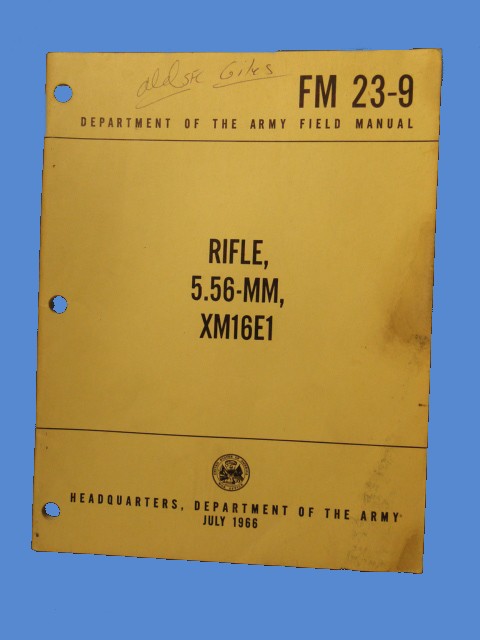 FM 23-9
DEPARTMENT OF THE ARMY FIELD MANUAL
RIFLE,
5.56-MM,
XM16E1
HEADQUARTERS, DEPARTMENT OF THE ARMY
JULY 1966